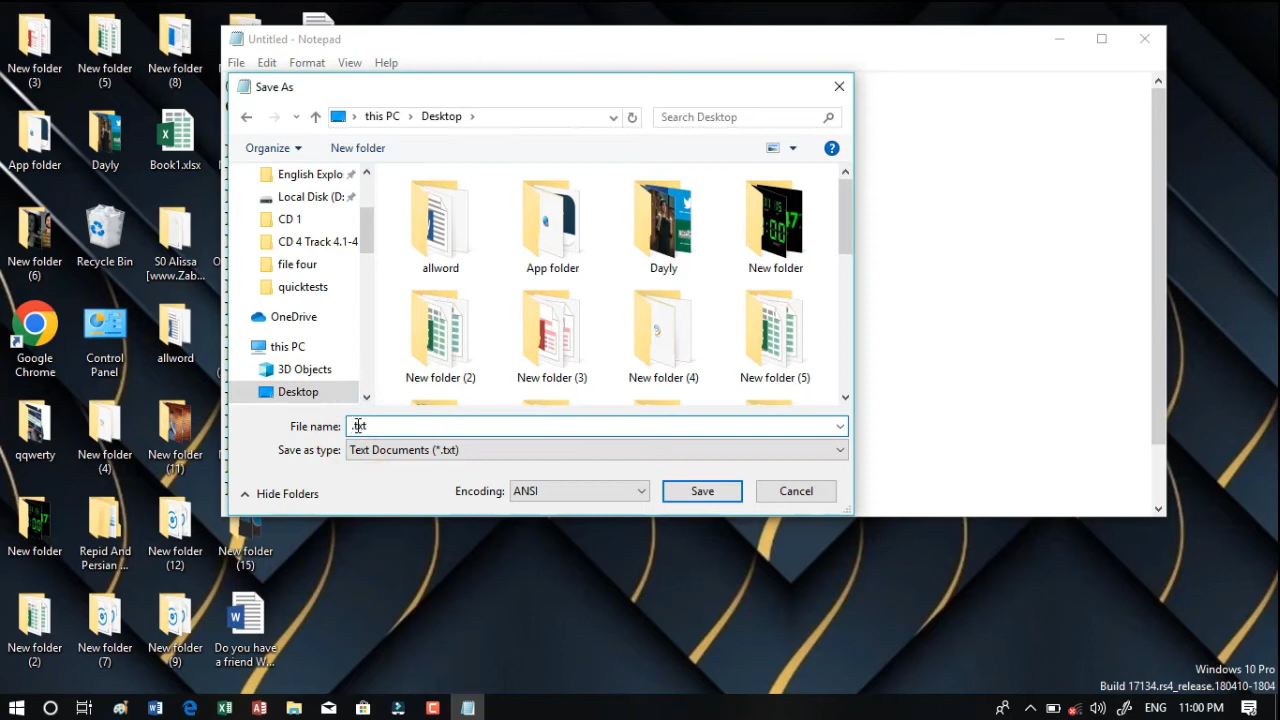 Untitled - Notepad
File Edit Format View Help
Save As
this PC Desktop
Search Desktop
Organize
New folder
English Explo
Local Disk (D:
CD 1
CD 4 Track 4.1-4
file four
quicktests
OneDrive
this PC
3D Objects
Desktop
allword
App folder
Dayly
New folder
New folder (2)
New folder (3)
New folder (4)
New folder (5)
File name: .txt
Save as type: Text Documents (*.txt)
Hide Folders
Encoding: ANSI
Save
Cancel
New folder
(3)
New folder
(5)
New folder
(8)
App folder
Dayly
Book1.xlsx
New folder
(6)
Recycle Bin
S0 Alissa
[www.Zab...
Google
Chrome
Control
Panel
allword
qqwerty
New folder
(4)
New folder
(11)
New folder
Repid And
Persian ...
New folder
(12)
New folder
(15)
New folder
(2)
New folder
(7)
New folder
(9)
Do you have
a friend W...
Windows 10 Pro
Build 17134.rs4_release.180410-1804
ENG 11:00 PM